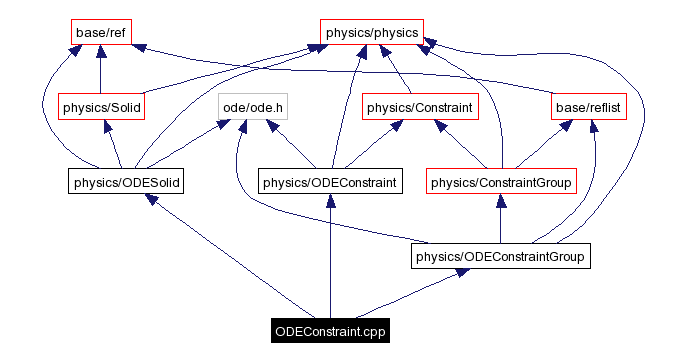 base/ref
physics/physics
physics/Solid
ode/ode.h
physics/Constraint
base/reflist
physics/ODESolid
physics/ODEConstraint
physics/ConstraintGroup
physics/ODEConstraintGroup
ODEConstraint.cpp